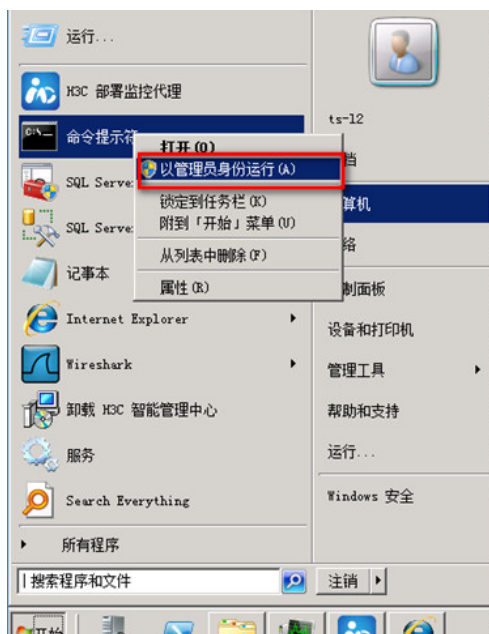 运行...
H3C 部署监控代理
命令提示符
SQL Serve
SQL Serve
记事本
Internet Explorer
Wireshark
卸载 H3C 智能管理中心
服务
Search Everything
所有程序
搜索程序和文件
打开(O)
以管理员身份运行(A)
锁定到任务栏(K)
附到「开始」菜单(U)
从列表中删除(F)
属性(R)
ts-12
档
算机
络
制面板
设备和打印机
管理工具
帮助和支持
运行...
Windows 安全
注销
开始